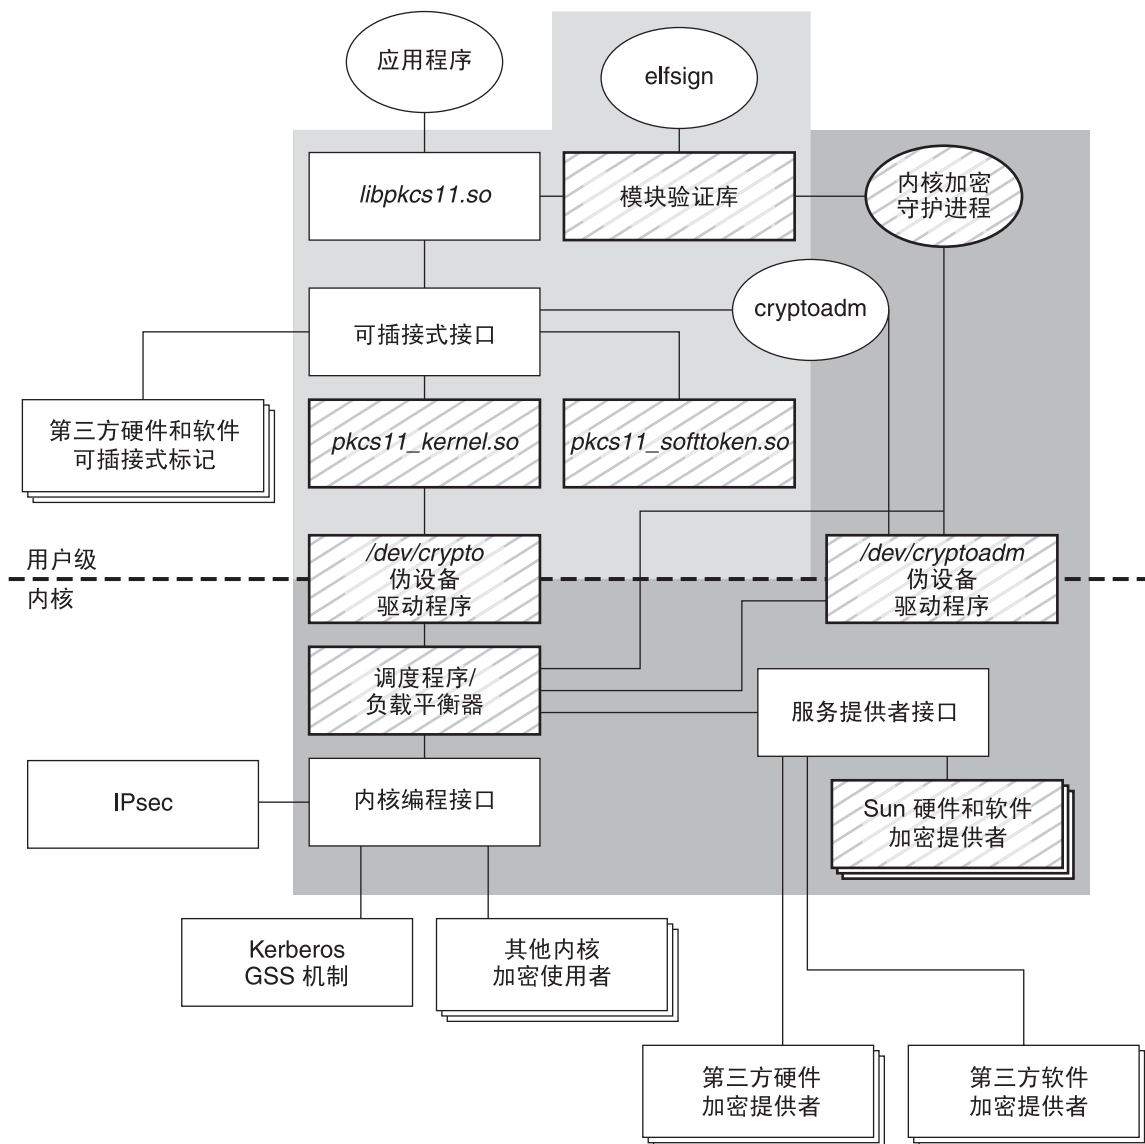 应用程序
elfsign
libpkcs11.so
模块验证库
内核加密
守护进程
可插接式接口
cryptoadm
第三方硬件和软件
可插接式标记
pkcs11_kernel.so
pkcs11_softtoken.so
用户级
内核
/dev/crypto
伪设备
驱动程序
/dev/cryptoadm
伪设备
驱动程序
调度程序/
负载平衡器
服务提供者接口
IPsec
内核编程接口
Sun 硬件和软件
加密提供者
Kerberos
GSS 机制
其他内核
加密使用者
第三方硬件
加密提供者
第三方软件
加密提供者